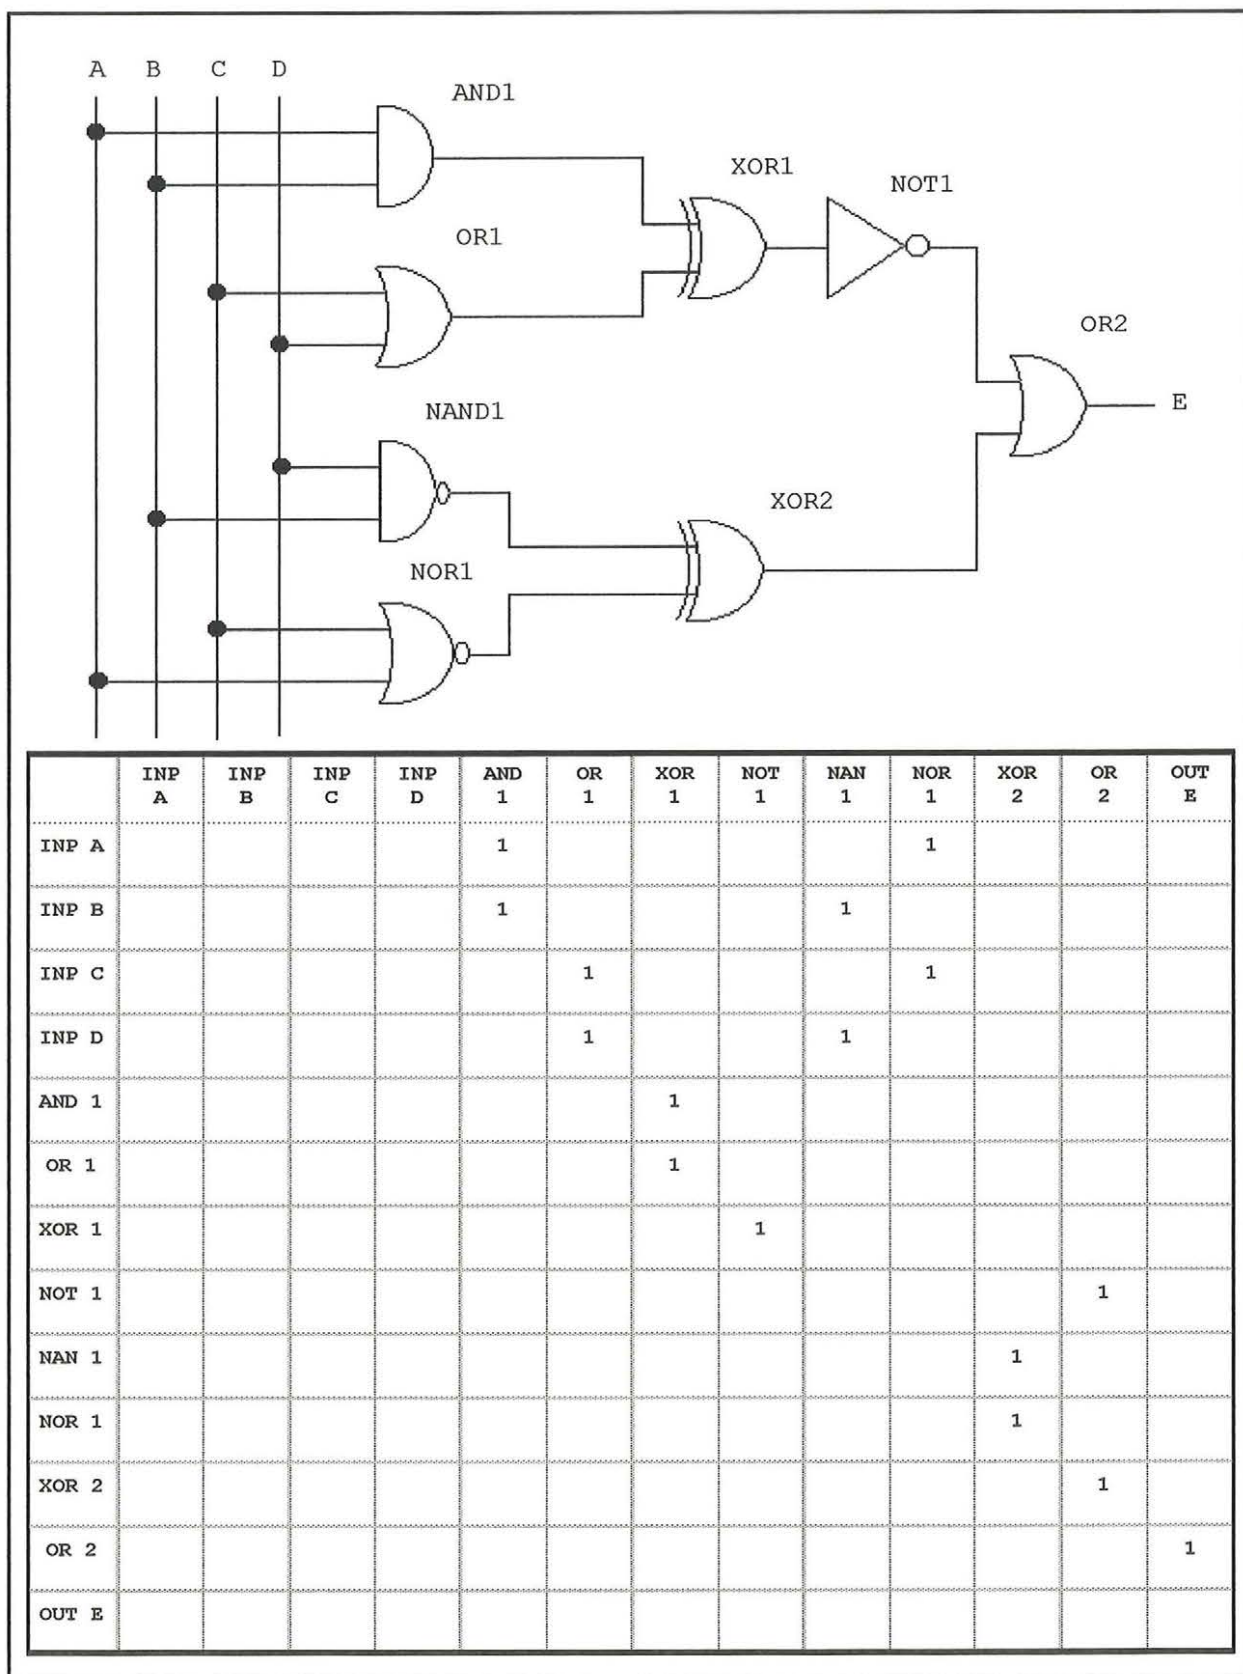 A B C D
AND1
XOR1
NOT1
OR1
OR2
NAND1
E
XOR2
NOR1
INP A INP B INP C INP D AND 1 OR 1 XOR 1 NOT 1 NAN 1 NOR 1 XOR 2 OR 2 OUT E
INP A 1 1
INP B 1 1
INP C 1 1
INP D 1 1
AND 1 1
OR 1 1
XOR 1 1
NOT 1 1
NAN 1 1
NOR 1 1
XOR 2 1
OR 2 1
OUT E